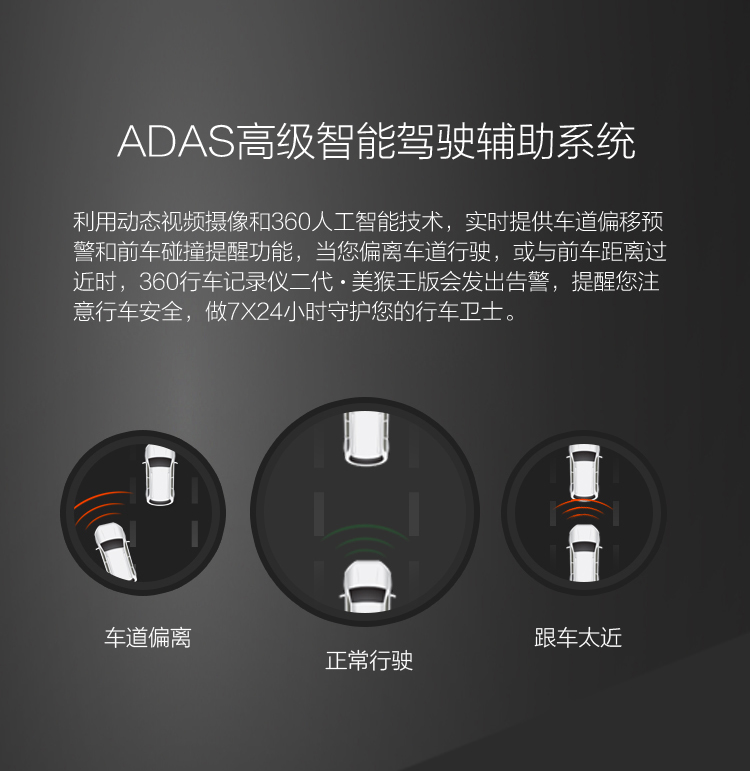 ADAS高级智能驾驶辅助系统
利用动态视频摄像和360人工智能技术，实时提供车道偏移预
警和前车碰撞提醒功能，当您偏离车道行驶，或与前车距离过
近时，360行车记录仪二代·美猴王版会发出告警，提醒您注
意行车安全，做7X24小时守护您的行车卫士。
车道偏离
正常行驶
跟车太近